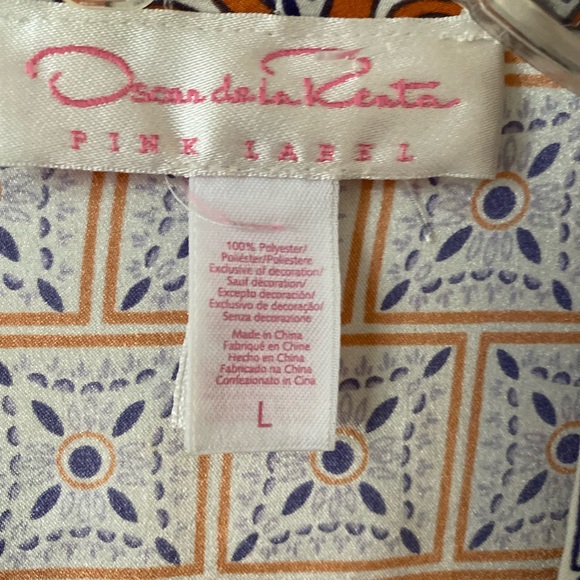 Oscar de la Renta
PINK LABEL
100% Polyester/
Poliéster/Poliestere
Exclusive of decoration/
Sauf décoration/
Excepto decoración/
Exclusivo de decoração/
Senza decorazione
Made in China
Fabriqué en Chine
Hecho en China
Fabricado na China
Confezionato in Cina
L